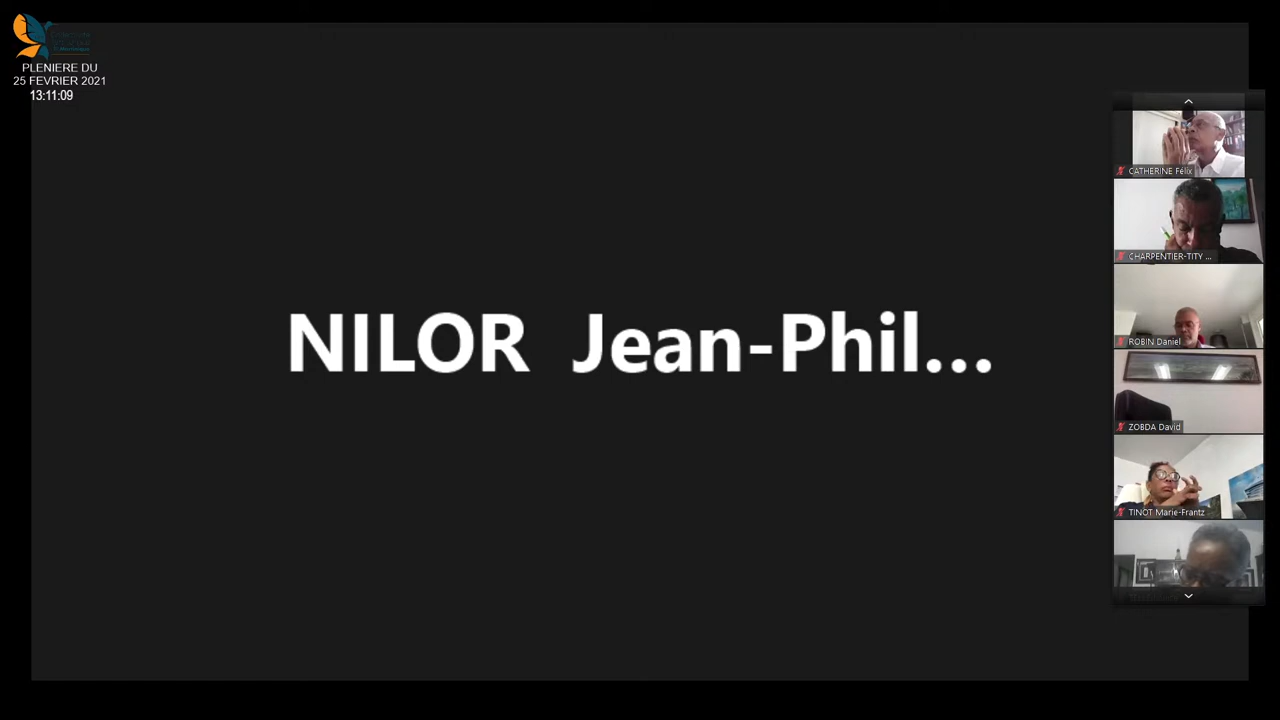 PLENIERE DU
25 FEVRIER 2021
13:11:09
NILOR Jean-Phil...
CATHERINE Félix
CHARPENTIER-TITY ...
ROBIN Daniel
ZOBDA David
TINOT Marie-Frantz